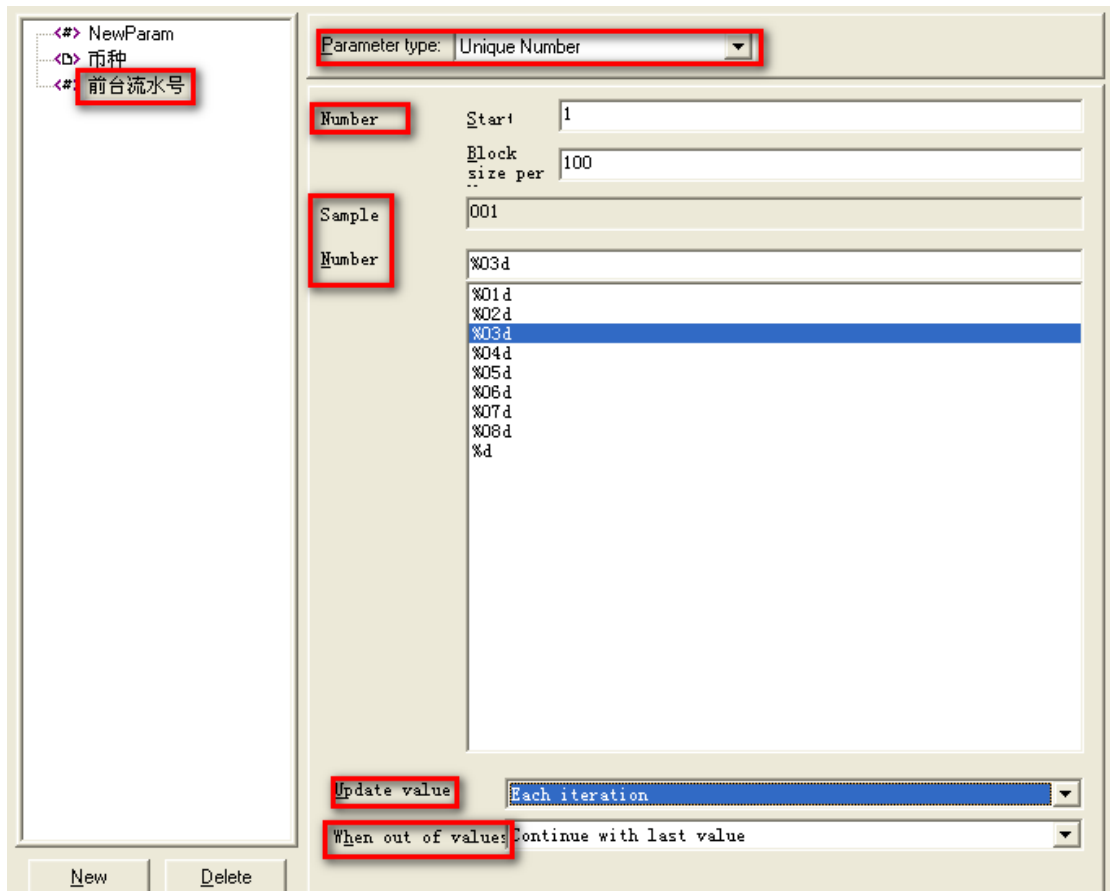 NewParam
币种
前台流水号
New
Delete
Parameter type: Unique Number
Number Start 1
Block
size per 100
Sample 001
Number %03d
%01d
%02d
%03d
%04d
%05d
%06d
%07d
%08d
%d
Update value Each iteration
When out of values Continue with last value